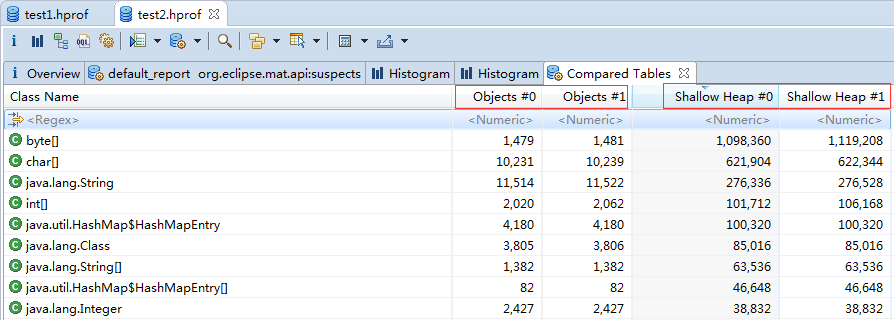 test1.hprof test2.hprof
i OQL
i Overview default_report org.eclipse.mat.api:suspects Histogram Histogram Compared Tables
Class Name Objects #0 Objects #1 Shallow Heap #0 Shallow Heap #1
<Regex> <Numeric> <Numeric> <Numeric> <Numeric>
C byte[] 1,479 1,481 1,098,360 1,119,208
C char[] 10,231 10,239 621,904 622,344
C java.lang.String 11,514 11,522 276,336 276,528
C int[] 2,020 2,062 101,712 106,168
C java.util.HashMap$HashMapEntry 4,180 4,180 100,320 100,320
C java.lang.Class 3,805 3,806 85,016 85,016
C java.lang.String[] 1,382 1,382 63,536 63,536
C java.util.HashMap$HashMapEntry[] 82 82 46,648 46,648
C java.lang.Integer 2,427 2,427 38,832 38,832